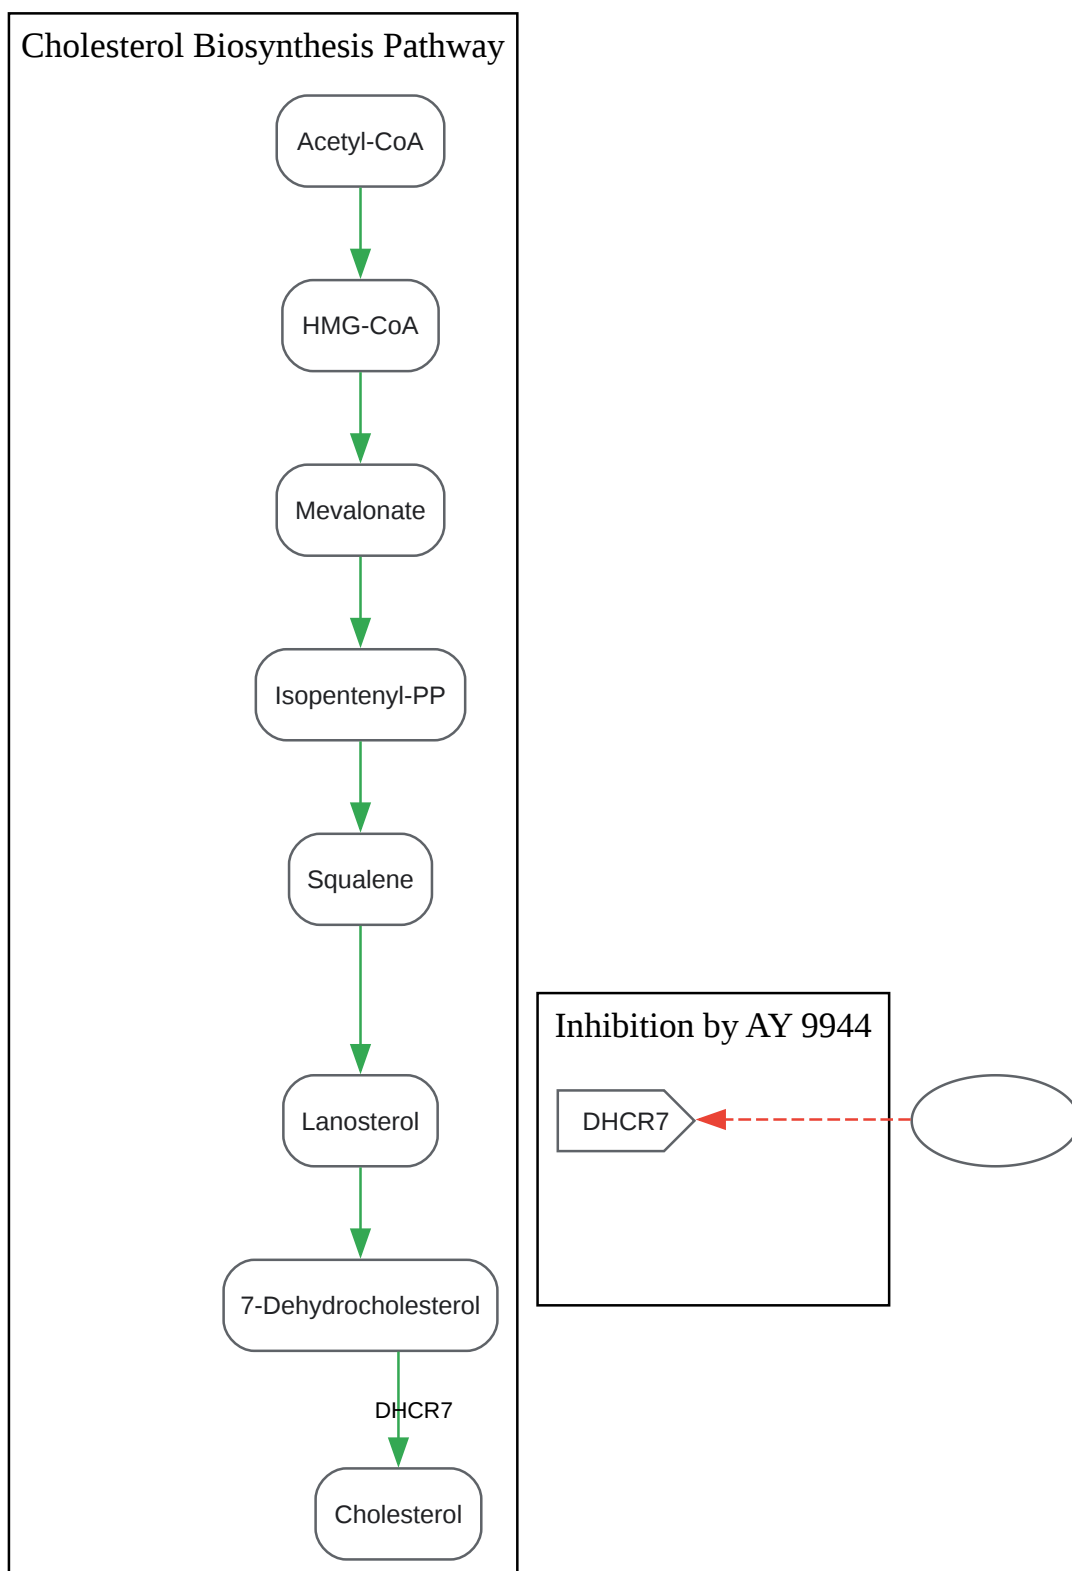 Cholesterol Biosynthesis Pathway
Acetyl-CoA
HMG-CoA
Mevalonate
Isopentenyl-PP
Squalene
Lanosterol
7-Dehydrocholesterol
DHCR7
Cholesterol
Inhibition by AY 9944
DHCR7